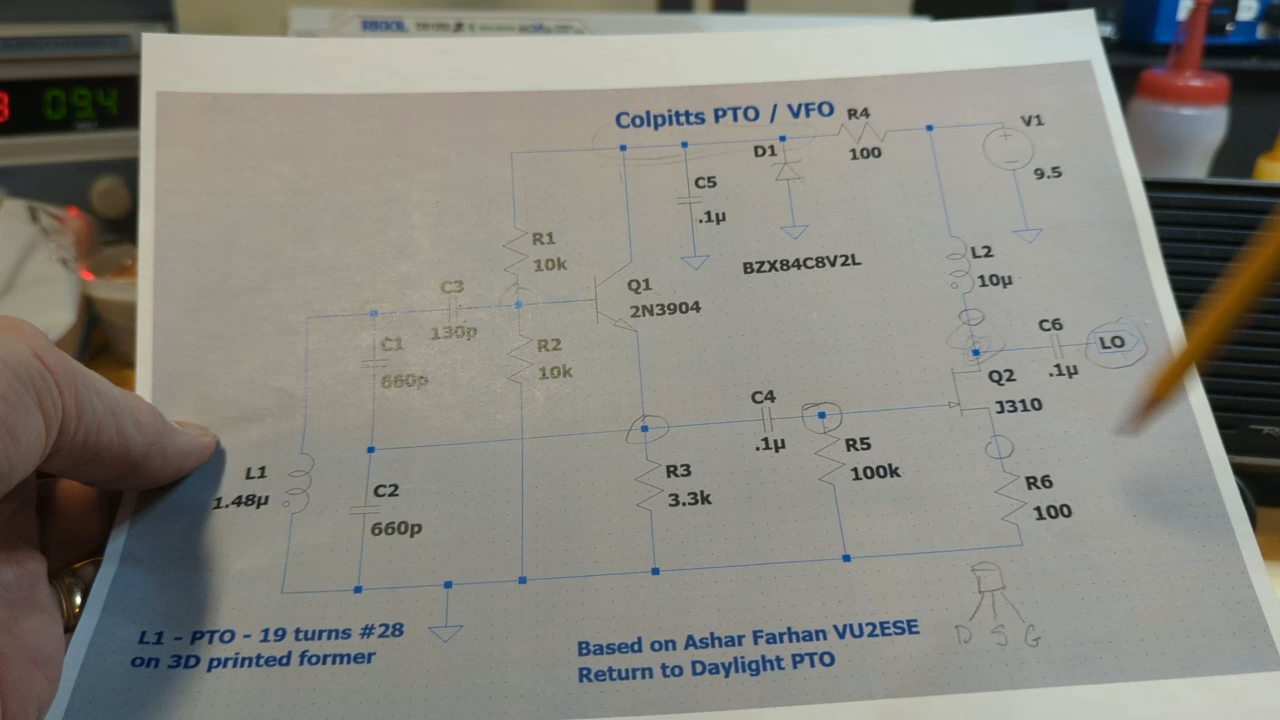 RIGOL
09.4
Colpitts PTO / VFO
R4
100
V1
9.5
D1
C5
.1µ
BZX84C8V2L
R1
10k
Q1
2N3904
L2
10µ
C3
130p
C1
660p
R2
10k
C6
.1µ
LO
Q2
J310
C4
.1µ
R5
100k
L1
1.48µ
C2
660p
R3
3.3k
R6
100
D S G
L1 - PTO - 19 turns #28
on 3D printed former
Based on Ashar Farhan VU2ESE
Return to Daylight PTO